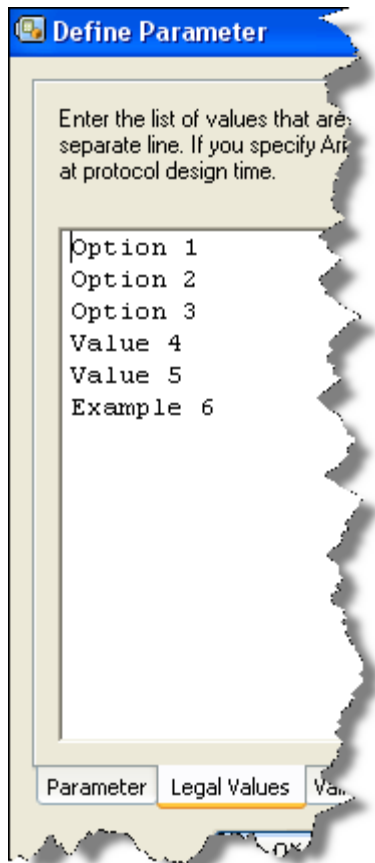 Define Parameter
Enter the list of values that are
separate line. If you specify
at protocol design time.
Option 1
Option 2
Option 3
Value 4
Value 5
Example 6
Parameter Legal Values
OK